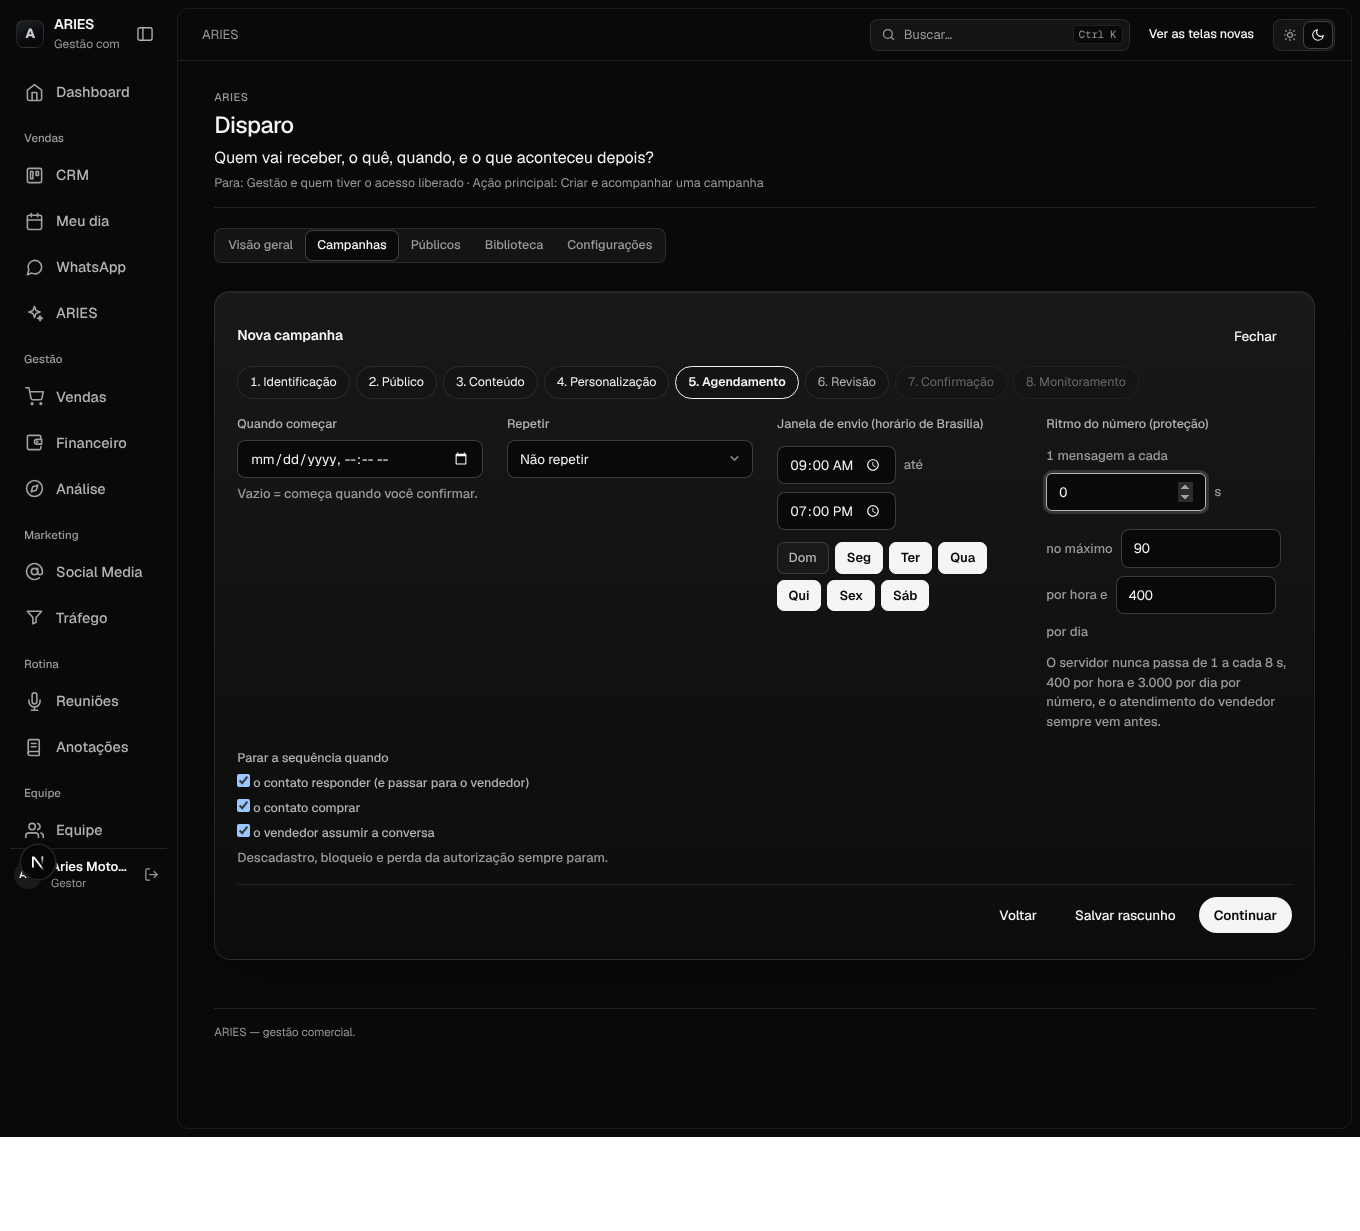 A
ARIES
Gestão com
Dashboard
Vendas
CRM
Meu dia
WhatsApp
ARIES
Gestão
Vendas
Financeiro
Análise
Marketing
Social Media
Tráfego
Rotina
Reuniões
Anotações
Equipe
Equipe
N
Aries Moto...
Gestor
ARIES
Buscar...
Ctrl K
Ver as telas novas
ARIES
Disparo
Quem vai receber, o quê, quando, e o que aconteceu depois?
Para: Gestão e quem tiver o acesso liberado · Ação principal: Criar e acompanhar uma campanha
Visão geral
Campanhas
Públicos
Biblioteca
Configurações
Nova campanha
Fechar
1. Identificação
2. Público
3. Conteúdo
4. Personalização
5. Agendamento
6. Revisão
7. Confirmação
8. Monitoramento
Quando começar
mm/dd/yyyy, --:-- --
Vazio = começa quando você confirmar.
Repetir
Não repetir
Janela de envio (horário de Brasília)
09:00 AM
até
07:00 PM
Dom
Seg
Ter
Qua
Qui
Sex
Sáb
Ritmo do número (proteção)
1 mensagem a cada
0
s
no máximo
90
por hora e
400
por dia
O servidor nunca passa de 1 a cada 8 s,
400 por hora e 3.000 por dia por
número, e o atendimento do vendedor
sempre vem antes.
Parar a sequência quando
o contato responder (e passar para o vendedor)
o contato comprar
o vendedor assumir a conversa
Descadastro, bloqueio e perda da autorização sempre param.
Voltar
Salvar rascunho
Continuar
ARIES — gestão comercial.